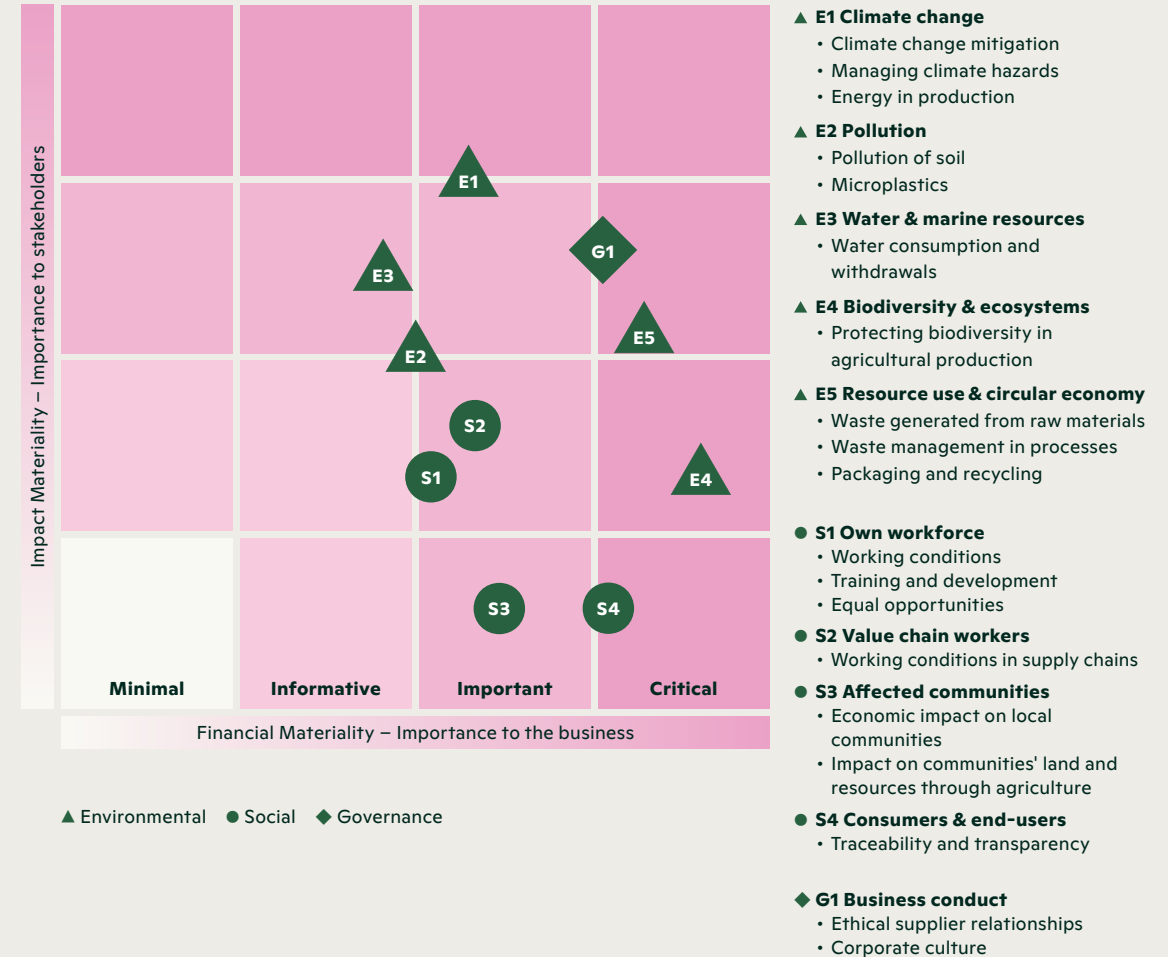 Impact Materiality – Importance to stakeholders
E1
G1
E3
E5
E2
S2
S1
E4
S3
S4
Minimal
Informative
Important
Critical
Financial Materiality – Importance to the business
Environmental
Social
Governance
E1 Climate change
• Climate change mitigation
• Managing climate hazards
• Energy in production
E2 Pollution
• Pollution of soil
• Microplastics
E3 Water & marine resources
• Water consumption and
withdrawals
E4 Biodiversity & ecosystems
• Protecting biodiversity in
agricultural production
E5 Resource use & circular economy
• Waste generated from raw materials
• Waste management in processes
• Packaging and recycling
S1 Own workforce
• Working conditions
• Training and development
• Equal opportunities
S2 Value chain workers
• Working conditions in supply chains
S3 Affected communities
• Economic impact on local
communities
• Impact on communities' land and
resources through agriculture
S4 Consumers & end-users
• Traceability and transparency
G1 Business conduct
• Ethical supplier relationships
• Corporate culture